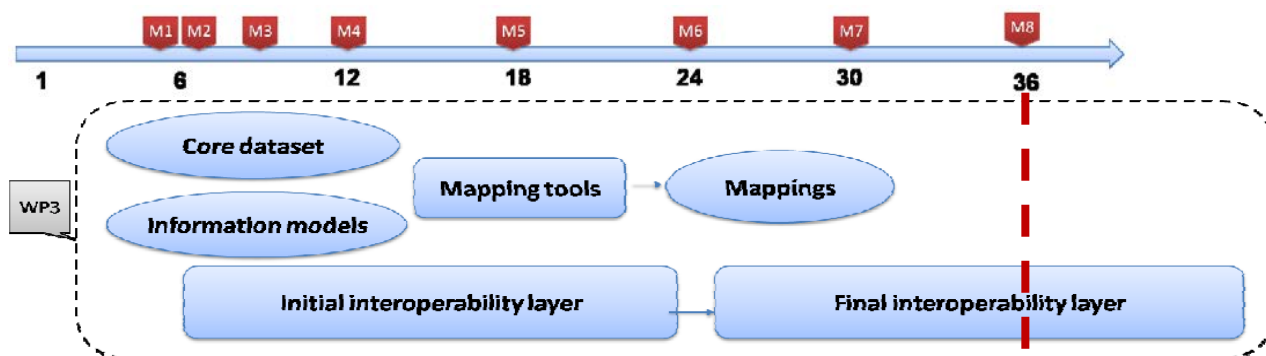 M1 M2 M3 M4 M5 M6 M7 M8
1 6 12 18 24 30 36
Core dataset
Mapping tools
Mappings
WP3
Information models
Initial interoperability layer
Final interoperability layer